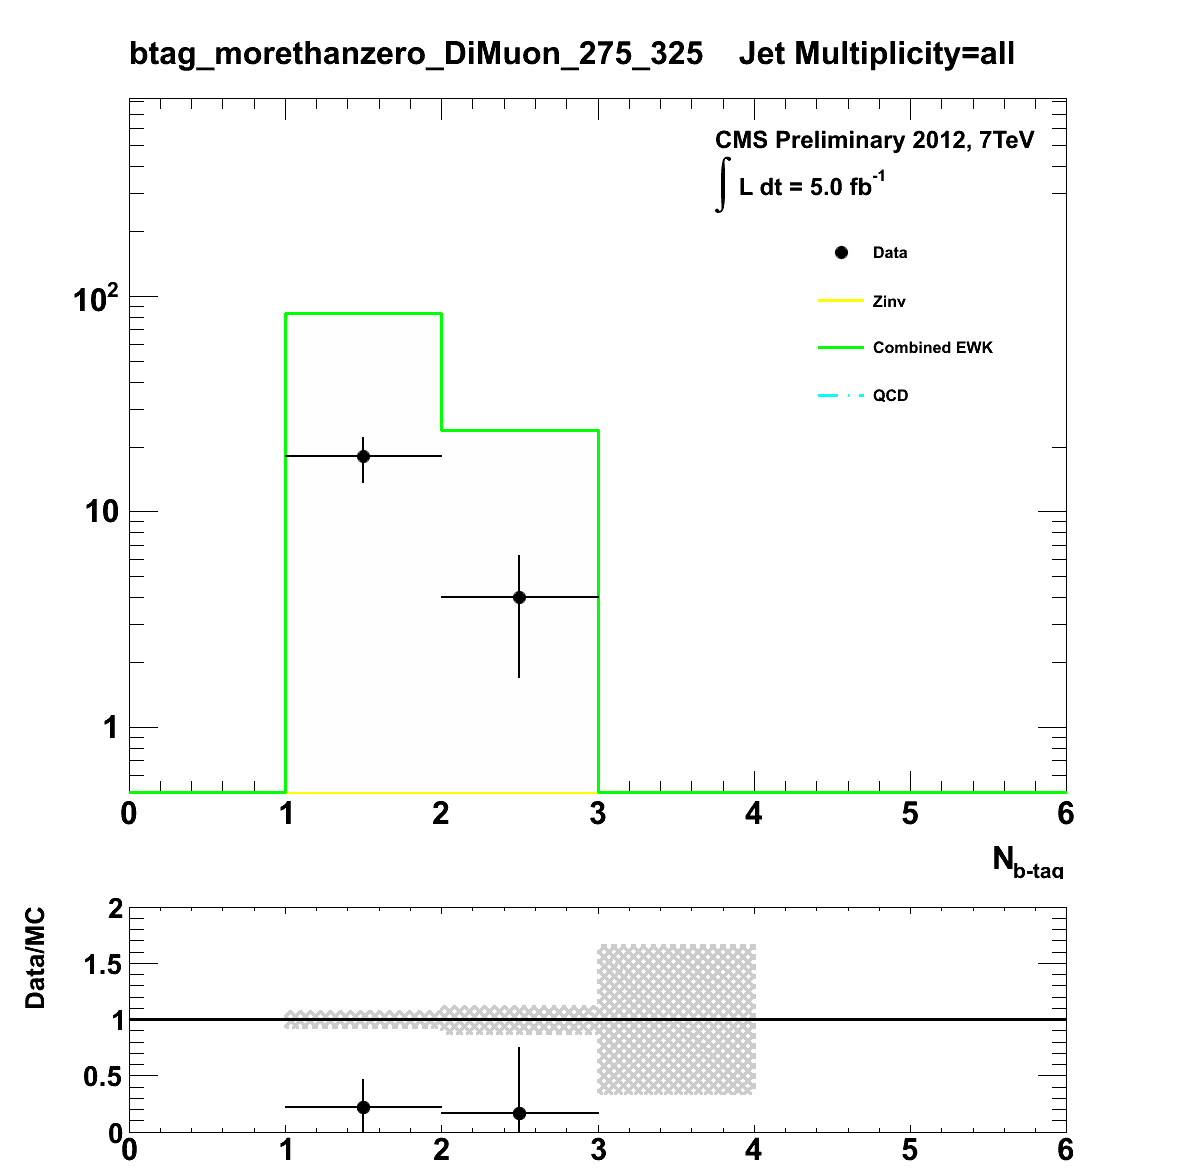 btag_morethanzero_DiMuon_275_325 Jet Multiplicity=all
CMS Preliminary 2012, 7TeV
∫ L dt = 5.0 fb⁻¹
Data
Zinv
Combined EWK
QCD
10²
10
1
0 1 2 3 4 5 6
N_b-tag
Data/MC
2
1.5
1
0.5
0
0 1 2 3 4 5 6